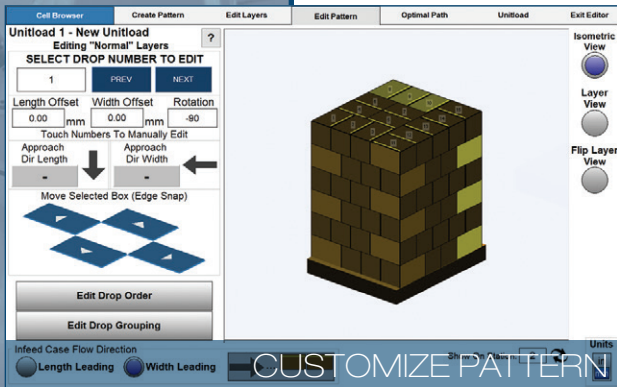 Cell Browser
Create Pattern
Edit Layers
Edit Pattern
Optimal Path
Unitload
Exit Editor
Unitload 1 - New Unitload
?
Editing "Normal" Layers
SELECT DROP NUMBER TO EDIT
1
PREV
NEXT
Length Offset
Width Offset
Rotation
0.00 mm
0.00 mm
-90
Touch Numbers To Manually Edit
Approach
Dir Length
-
Approach
Dir Width
-
Move Selected Box (Edge Snap)
Edit Drop Order
Edit Drop Grouping
Infeed Case Flow Direction
Length Leading
Width Leading
Isometric
View
Layer
View
Flip Layer
View
Units
in
CUSTOMIZE PATTERN